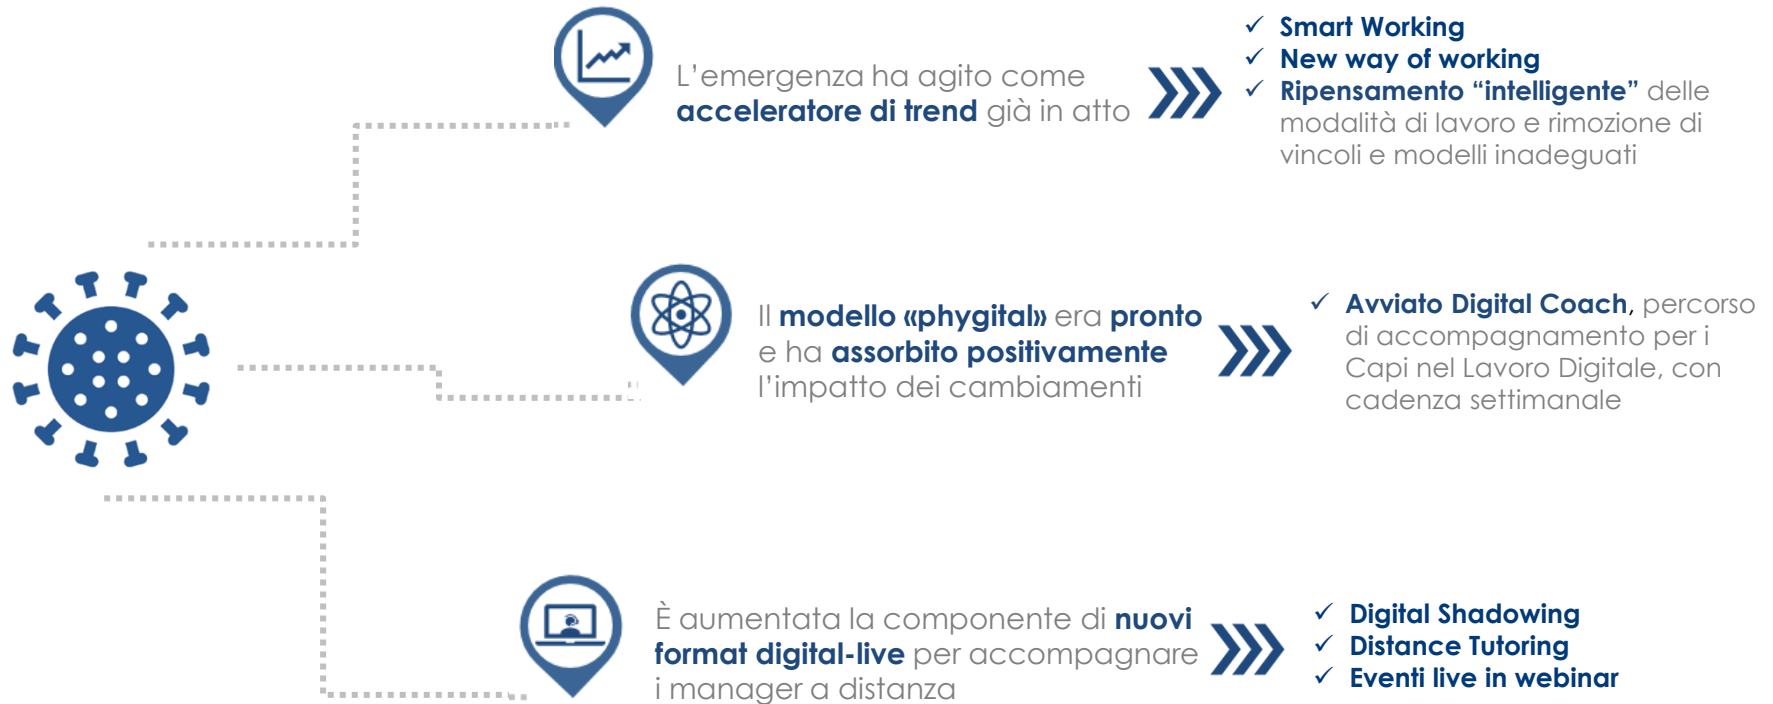 L'emergenza ha agito come
acceleratore di trend già in atto
✓ Smart Working
✓ New way of working
✓ Ripensamento “intelligente” delle
modalità di lavoro e rimozione di
vincoli e modelli inadeguati
Il modello «phygital» era pronto
e ha assorbito positivamente
l'impatto dei cambiamenti
✓ Avviato Digital Coach, percorso
di accompagnamento per i
Capi nel Lavoro Digitale, con
cadenza settimanale
È aumentata la componente di nuovi
format digital-live per accompagnare
i manager a distanza
✓ Digital Shadowing
✓ Distance Tutoring
✓ Eventi live in webinar